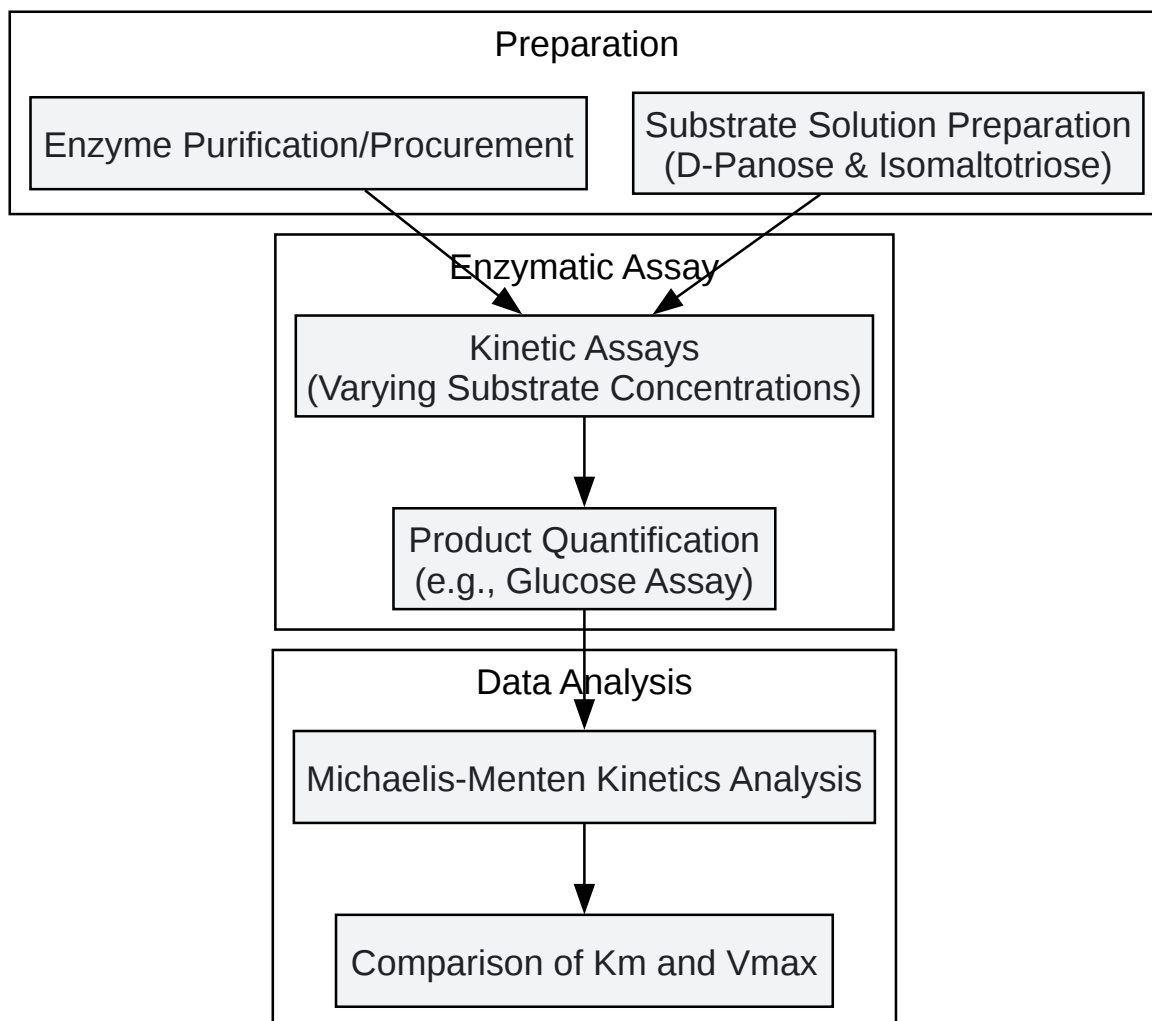 Preparation
Enzyme Purification/Procurement
Substrate Solution Preparation
(D-Panose & Isomaltotriose)
Enzymatic Assay
Kinetic Assays
(Varying Substrate Concentrations)
Product Quantification
(e.g., Glucose Assay)
Data Analysis
Michaelis-Menten Kinetics Analysis
Comparison of Km and Vmax